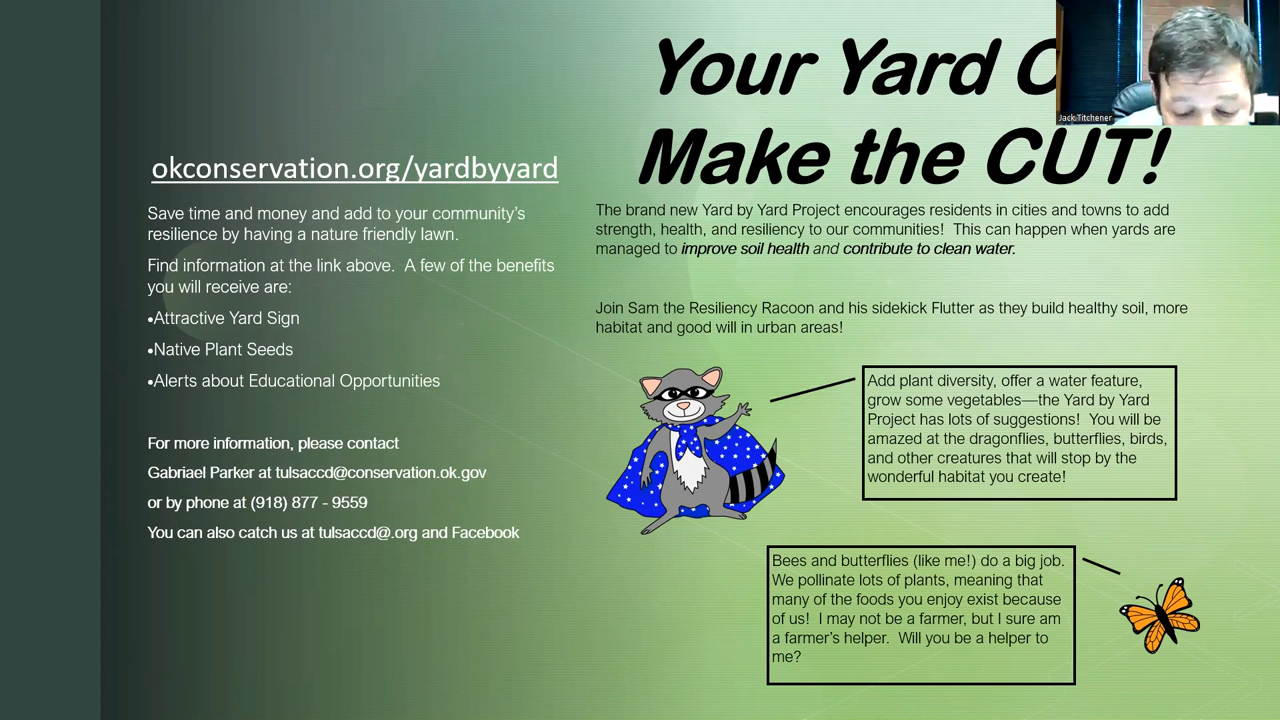 Your Yard
Make the CUT!
Jack Titchener
okconservation.org/yardbyyard
Save time and money and add to your community's
resilience by having a nature friendly lawn.
Find information at the link above.  A few of the benefits
you will receive are:
•Attractive Yard Sign
•Native Plant Seeds
•Alerts about Educational Opportunities
For more information, please contact
Gabriael Parker at tulsaccd@conservation.ok.gov
or by phone at (918) 877 - 9559
You can also catch us at tulsaccd@.org and Facebook
The brand new Yard by Yard Project encourages residents in cities and towns to add
strength, health, and resiliency to our communities!  This can happen when yards are
managed to improve soil health and contribute to clean water.
Join Sam the Resiliency Racoon and his sidekick Flutter as they build healthy soil, more
habitat and good will in urban areas!
Add plant diversity, offer a water feature,
grow some vegetables—the Yard by Yard
Project has lots of suggestions!  You will be
amazed at the dragonflies, butterflies, birds,
and other creatures that will stop by the
wonderful habitat you create!
Bees and butterflies (like me!) do a big job.
We pollinate lots of plants, meaning that
many of the foods you enjoy exist because
of us!  I may not be a farmer, but I sure am
a farmer's helper.  Will you be a helper to
me?